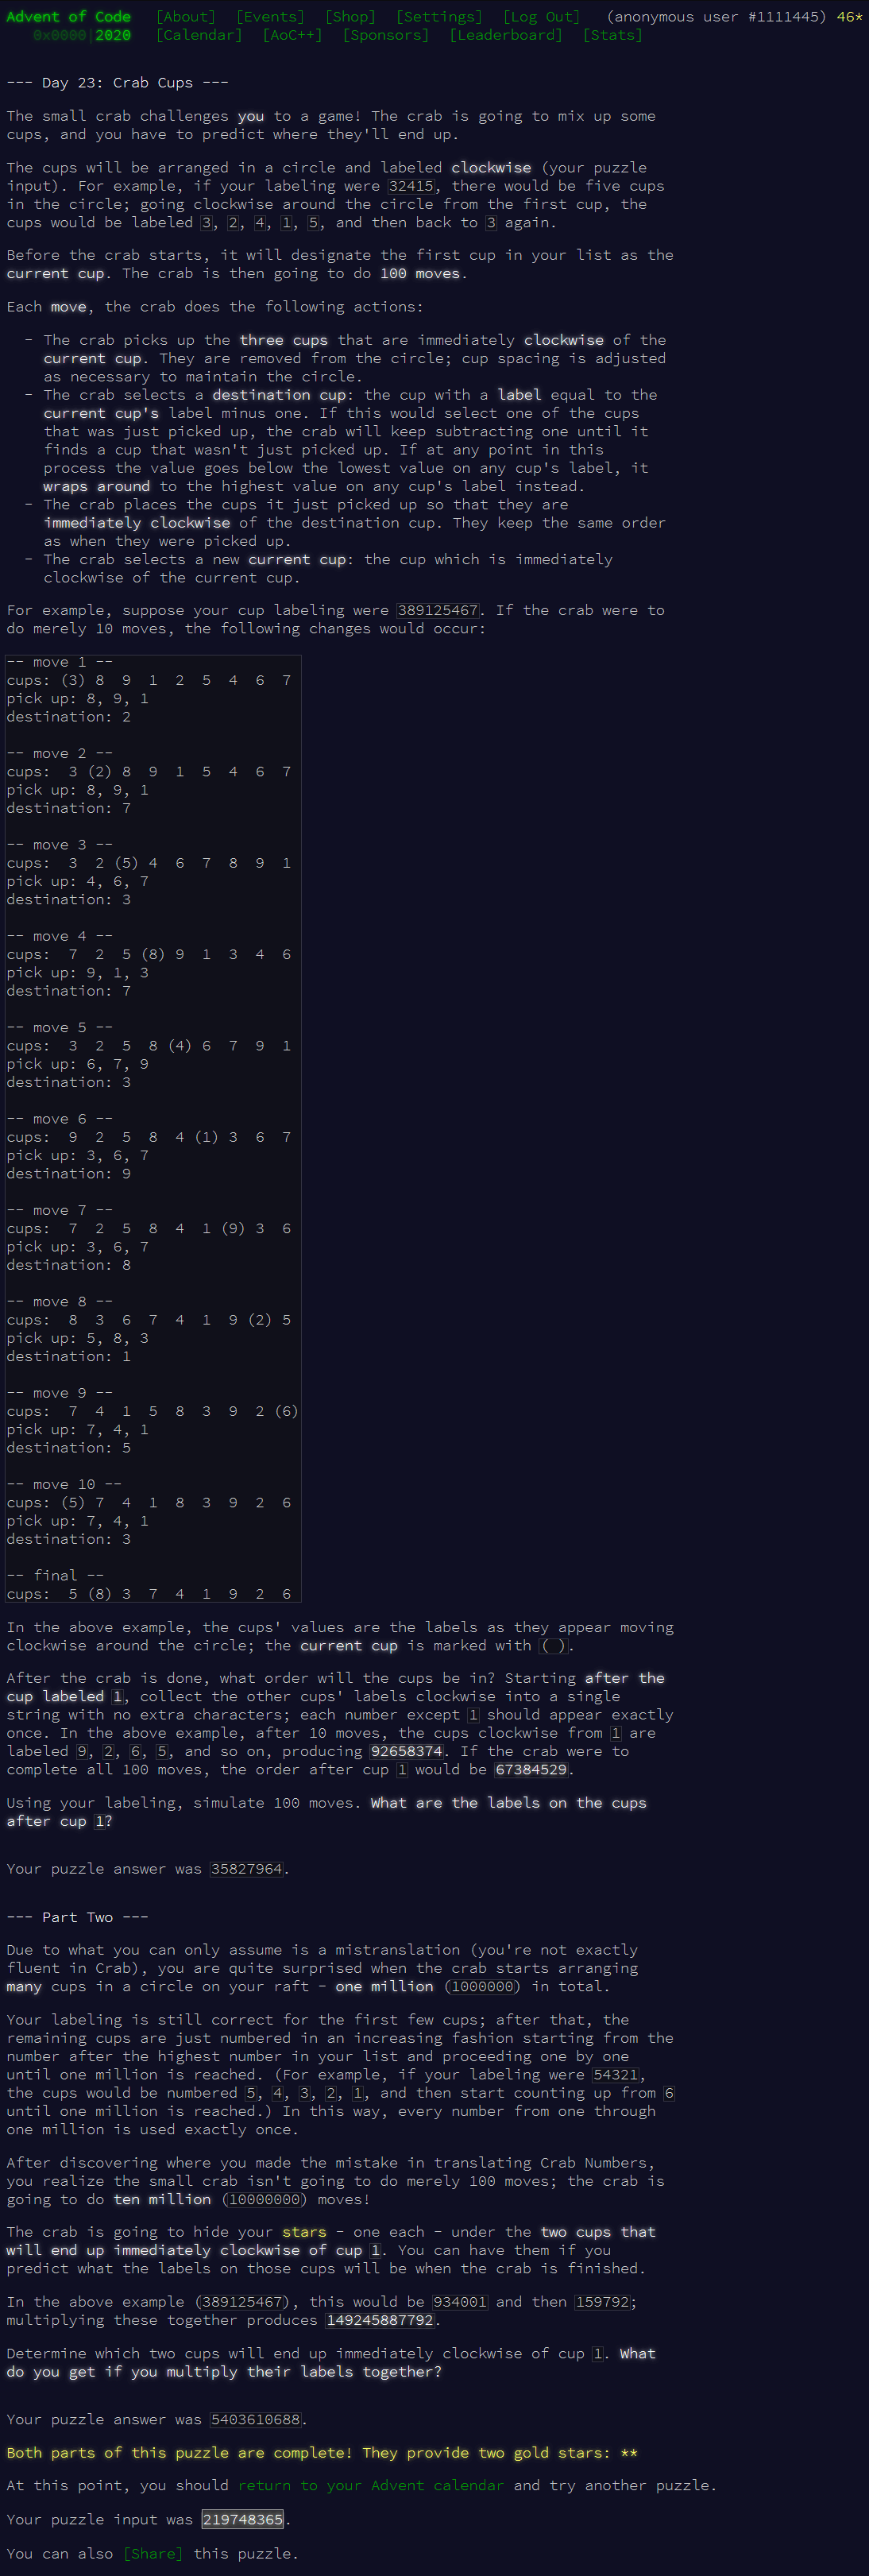 Advent of Code [About] [Events] [Shop] [Settings] [Log Out] (anonymous user #1111445) 46*
0x0000|2020 [Calendar] [AoC++] [Sponsors] [Leaderboard] [Stats]
--- Day 23: Crab Cups ---
The small crab challenges you to a game! The crab is going to mix up some
cups, and you have to predict where they'll end up.
The cups will be arranged in a circle and labeled clockwise (your puzzle
input). For example, if your labeling were 32415, there would be five cups
in the circle; going clockwise around the circle from the first cup, the
cups would be labeled 3, 2, 4, 1, 5, and then back to 3 again.
Before the crab starts, it will designate the first cup in your list as the
current cup. The crab is then going to do 100 moves.
Each move, the crab does the following actions:
- The crab picks up the three cups that are immediately clockwise of the
current cup. They are removed from the circle; cup spacing is adjusted
as necessary to maintain the circle.
- The crab selects a destination cup: the cup with a label equal to the
current cup's label minus one. If this would select one of the cups
that was just picked up, the crab will keep subtracting one until it
finds a cup that wasn't just picked up. If at any point in this
process the value goes below the lowest value on any cup's label, it
wraps around to the highest value on any cup's label instead.
- The crab places the cups it just picked up so that they are
immediately clockwise of the destination cup. They keep the same order
as when they were picked up.
- The crab selects a new current cup: the cup which is immediately
clockwise of the current cup.
For example, suppose your cup labeling were 389125467. If the crab were to
do merely 10 moves, the following changes would occur:
-- move 1 --
cups: (3) 8  9  1  2  5  4  6  7
pick up: 8, 9, 1
destination: 2
-- move 2 --
cups:  3 (2) 8  9  1  5  4  6  7
pick up: 8, 9, 1
destination: 7
-- move 3 --
cups:  3  2 (5) 4  6  7  8  9  1
pick up: 4, 6, 7
destination: 3
-- move 4 --
cups:  7  2  5 (8) 9  1  3  4  6
pick up: 9, 1, 3
destination: 7
-- move 5 --
cups:  3  2  5  8 (4) 6  7  9  1
pick up: 6, 7, 9
destination: 3
-- move 6 --
cups:  9  2  5  8  4 (1) 3  6  7
pick up: 3, 6, 7
destination: 9
-- move 7 --
cups:  7  2  5  8  4  1 (9) 3  6
pick up: 3, 6, 7
destination: 8
-- move 8 --
cups:  8  3  6  7  4  1  9 (2) 5
pick up: 5, 8, 3
destination: 1
-- move 9 --
cups:  7  4  1  5  8  3  9  2 (6)
pick up: 7, 4, 1
destination: 5
-- move 10 --
cups: (5) 7  4  1  8  3  9  2  6
pick up: 7, 4, 1
destination: 3
-- final --
cups:  5 (8) 3  7  4  1  9  2  6
In the above example, the cups' values are the labels as they appear moving
clockwise around the circle; the current cup is marked with ( ).
After the crab is done, what order will the cups be in? Starting after the
cup labeled 1, collect the other cups' labels clockwise into a single
string with no extra characters; each number except 1 should appear exactly
once. In the above example, after 10 moves, the cups clockwise from 1 are
labeled 9, 2, 6, 5, and so on, producing 92658374. If the crab were to
complete all 100 moves, the order after cup 1 would be 67384529.
Using your labeling, simulate 100 moves. What are the labels on the cups
after cup 1?
Your puzzle answer was 35827964.
--- Part Two ---
Due to what you can only assume is a mistranslation (you're not exactly
fluent in Crab), you are quite surprised when the crab starts arranging
many cups in a circle on your raft - one million (1000000) in total.
Your labeling is still correct for the first few cups; after that, the
remaining cups are just numbered in an increasing fashion starting from the
number after the highest number in your list and proceeding one by one
until one million is reached. (For example, if your labeling were 54321,
the cups would be numbered 5, 4, 3, 2, 1, and then start counting up from 6
until one million is reached.) In this way, every number from one through
one million is used exactly once.
After discovering where you made the mistake in translating Crab Numbers,
you realize the small crab isn't going to do merely 100 moves; the crab is
going to do ten million (10000000) moves!
The crab is going to hide your stars - one each - under the two cups that
will end up immediately clockwise of cup 1. You can have them if you
predict what the labels on those cups will be when the crab is finished.
In the above example (389125467), this would be 934001 and then 159792;
multiplying these together produces 149245887792.
Determine which two cups will end up immediately clockwise of cup 1. What
do you get if you multiply their labels together?
Your puzzle answer was 5403610688.
Both parts of this puzzle are complete! They provide two gold stars: **
At this point, you should return to your Advent calendar and try another puzzle.
Your puzzle input was 219748365.
You can also [Share] this puzzle.